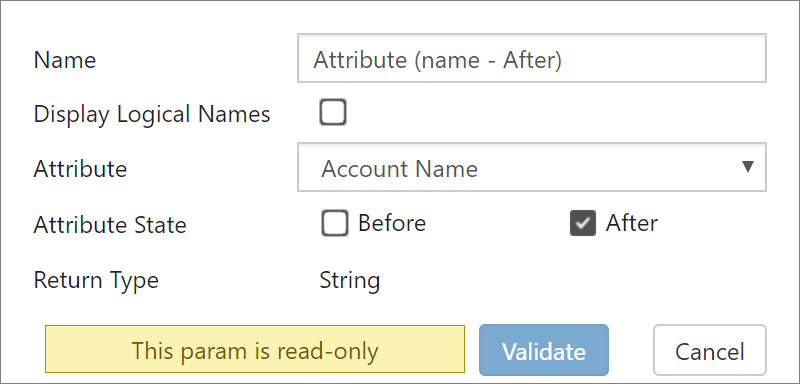 Name Attribute (name - After)
Display Logical Names
Attribute Account Name
Attribute State Before After
Return Type String
This param is read-only Validate Cancel